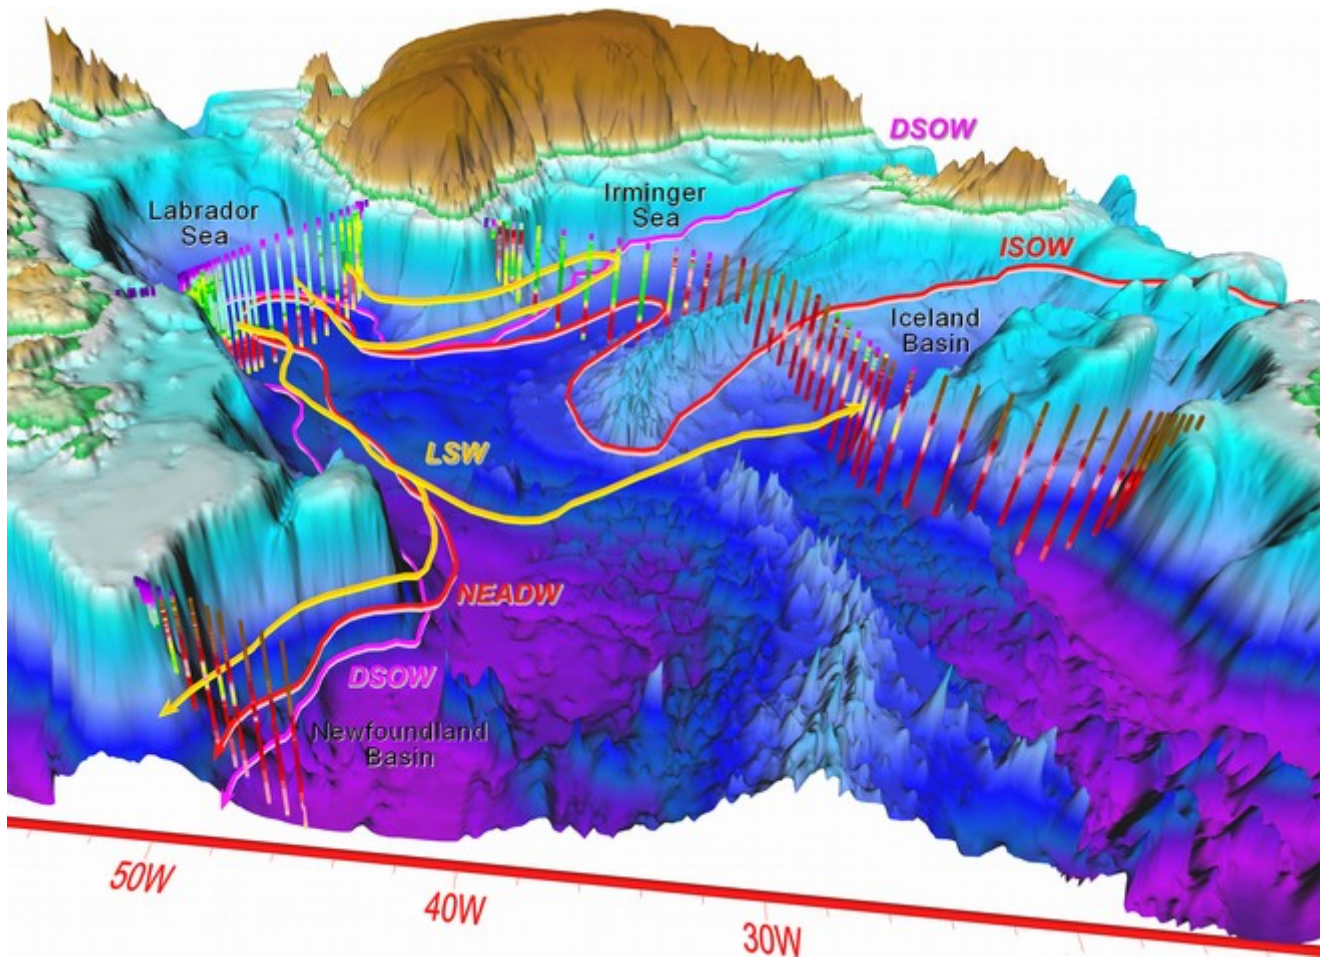 DSOW
Labrador
Sea
Irminger
Sea
ISOW
Iceland
Basin
LSW
NEADW
DSOW
Newfoundland
Basin
50W
40W
30W